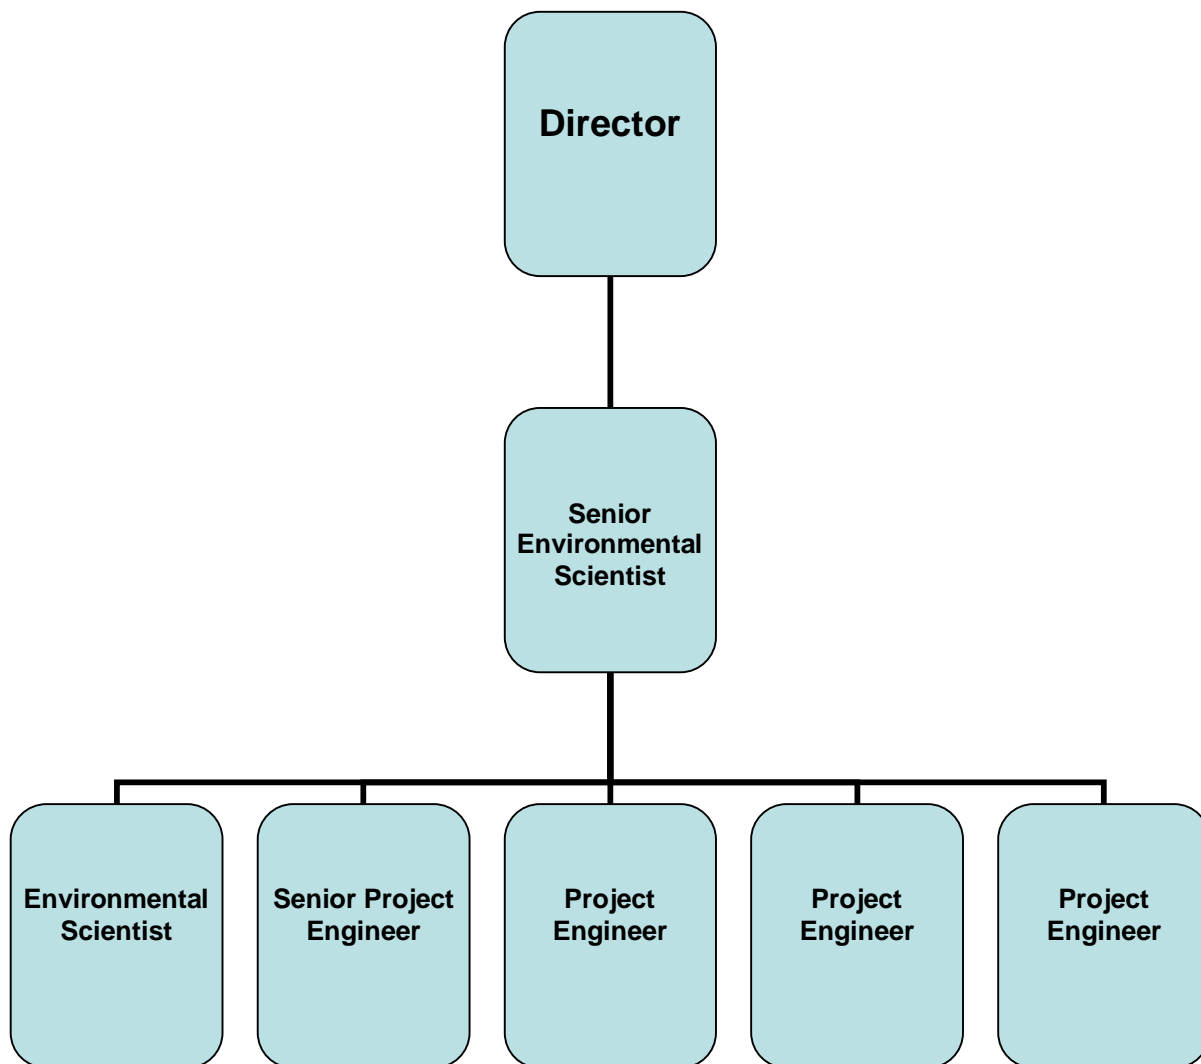 Director
Senior
Environmental
Scientist
Environmental
Scientist
Senior Project
Engineer
Project
Engineer
Project
Engineer
Project
Engineer